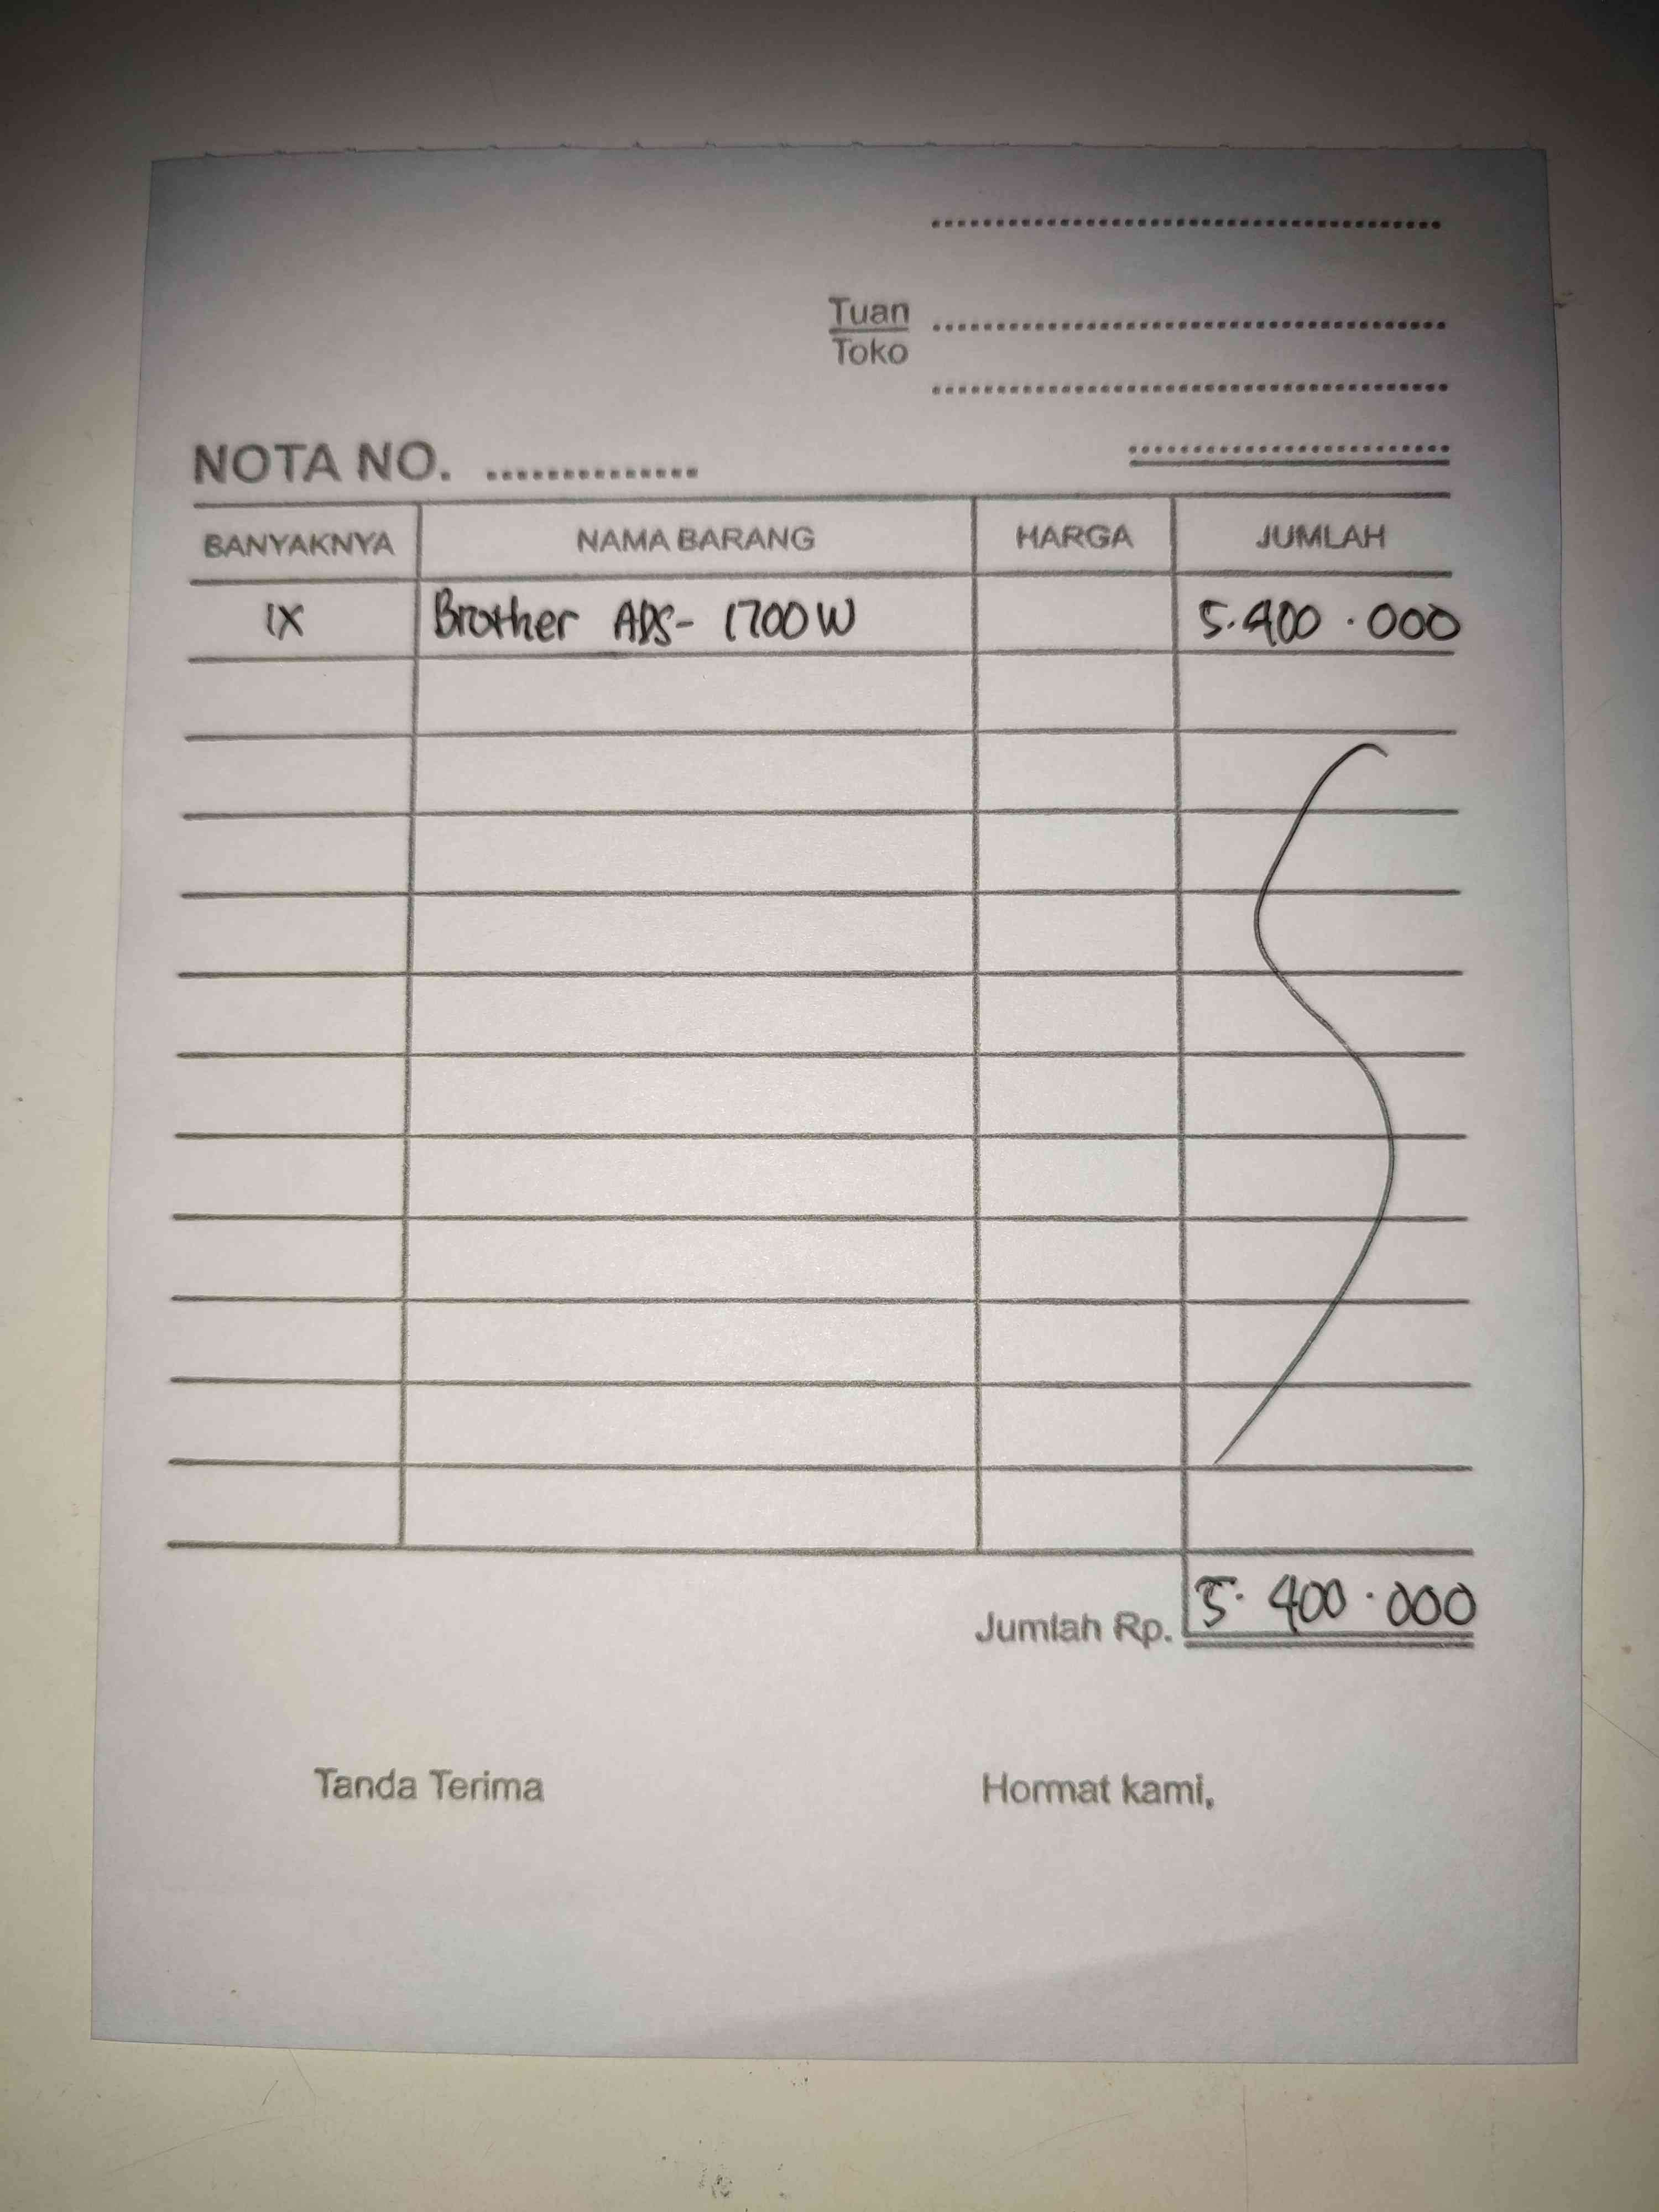 Tuan
Toko
NOTA NO. ..............
BANYAKNYA NAMA BARANG HARGA JUMLAH
1X Brother ADS- 1700W 5.400.000
Jumlah Rp. 5.400.000
Tanda Terima Hormat kami,